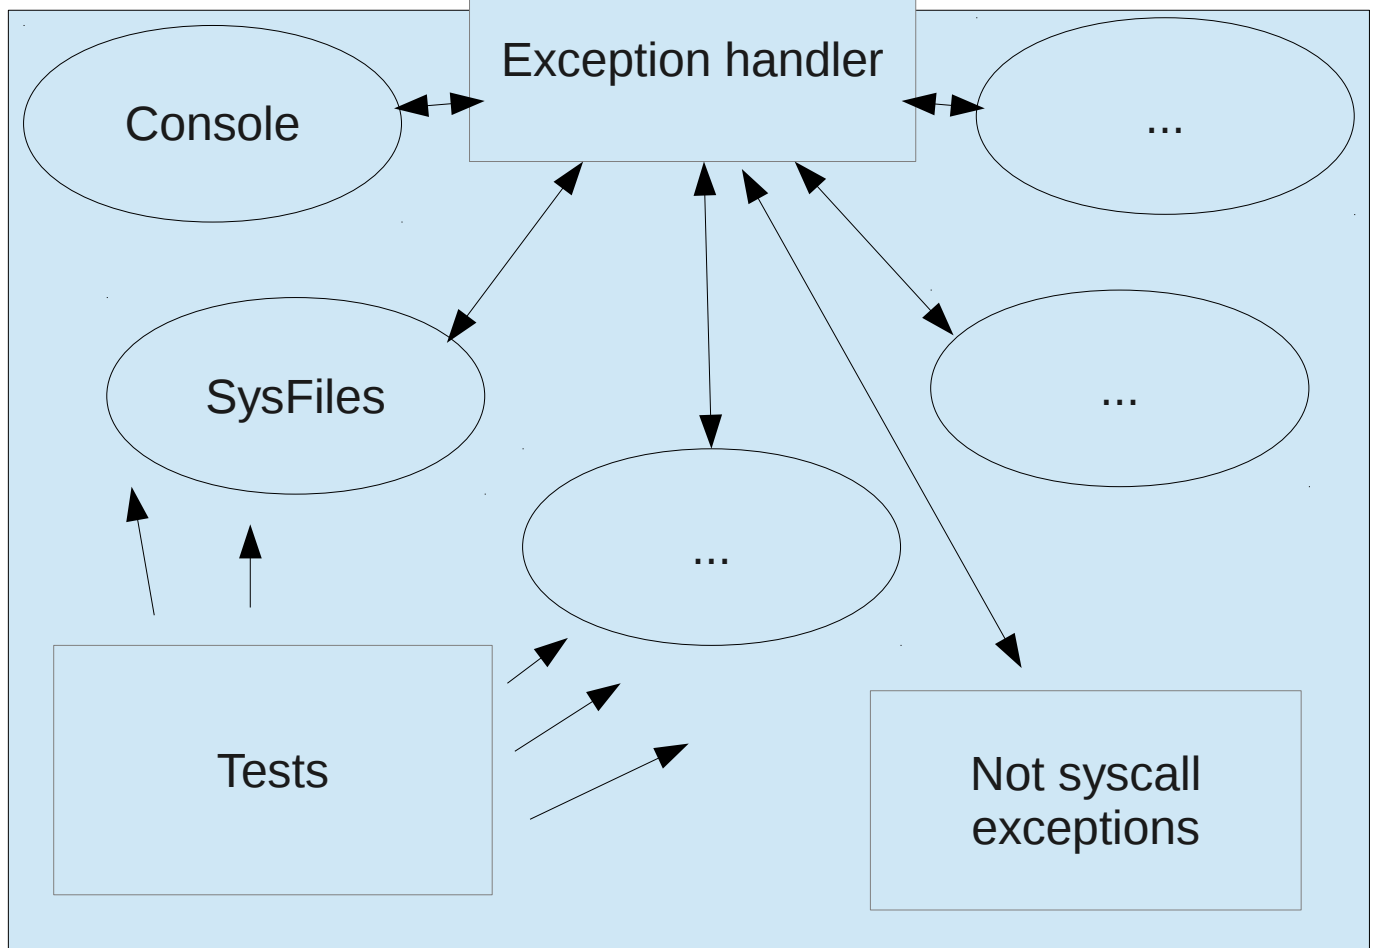 Exception handler
Console
...
SysFiles
...
...
Tests
Not syscall
exceptions